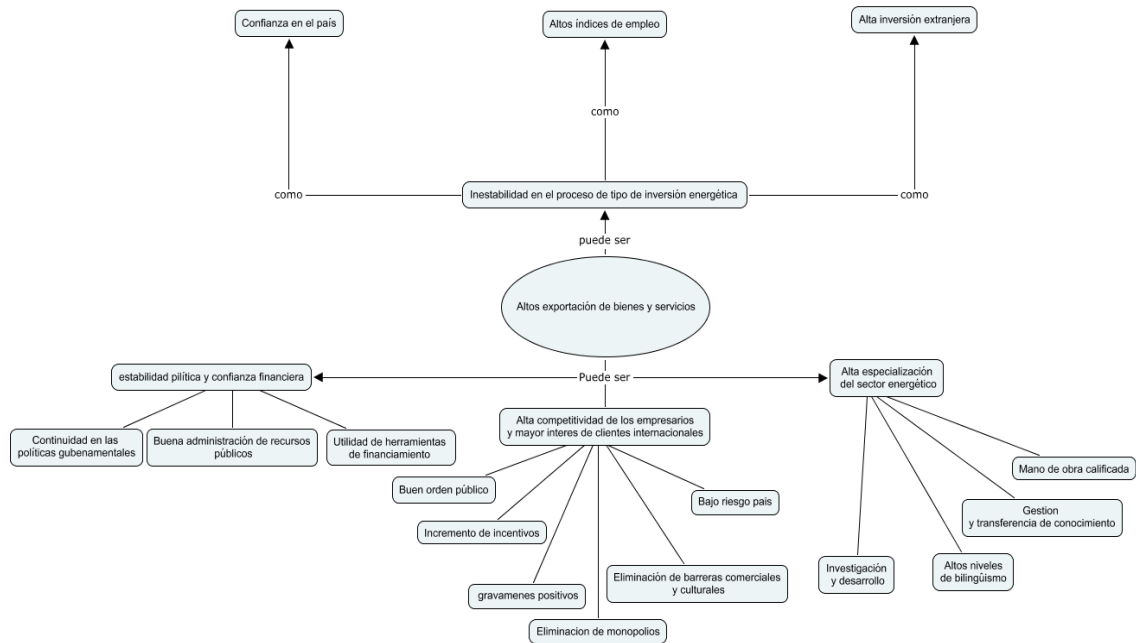 Confianza en el país
Altos índices de empleo
Alta inversión extranjera
como
como
Inestabilidad en el proceso de tipo de inversión energética
como
puede ser
Altos exportación de bienes y servicios
estabilidad pilítica y confianza financiera
Puede ser
Alta especialización
del sector energético
Continuidad en las
políticas gubenamentales
Buena administración de recursos
públicos
Utilidad de herramientas
de financiamiento
Alta competitividad de los empresarios
y mayor interes de clientes internacionales
Mano de obra calificada
Buen orden público
Bajo riesgo pais
Gestion
y transferencia de conocimiento
Incremento de incentivos
Investigación
y desarrollo
Altos niveles
de bilingüismo
gravamenes positivos
Eliminación de barreras comerciales
y culturales
Eliminacion de monopolios